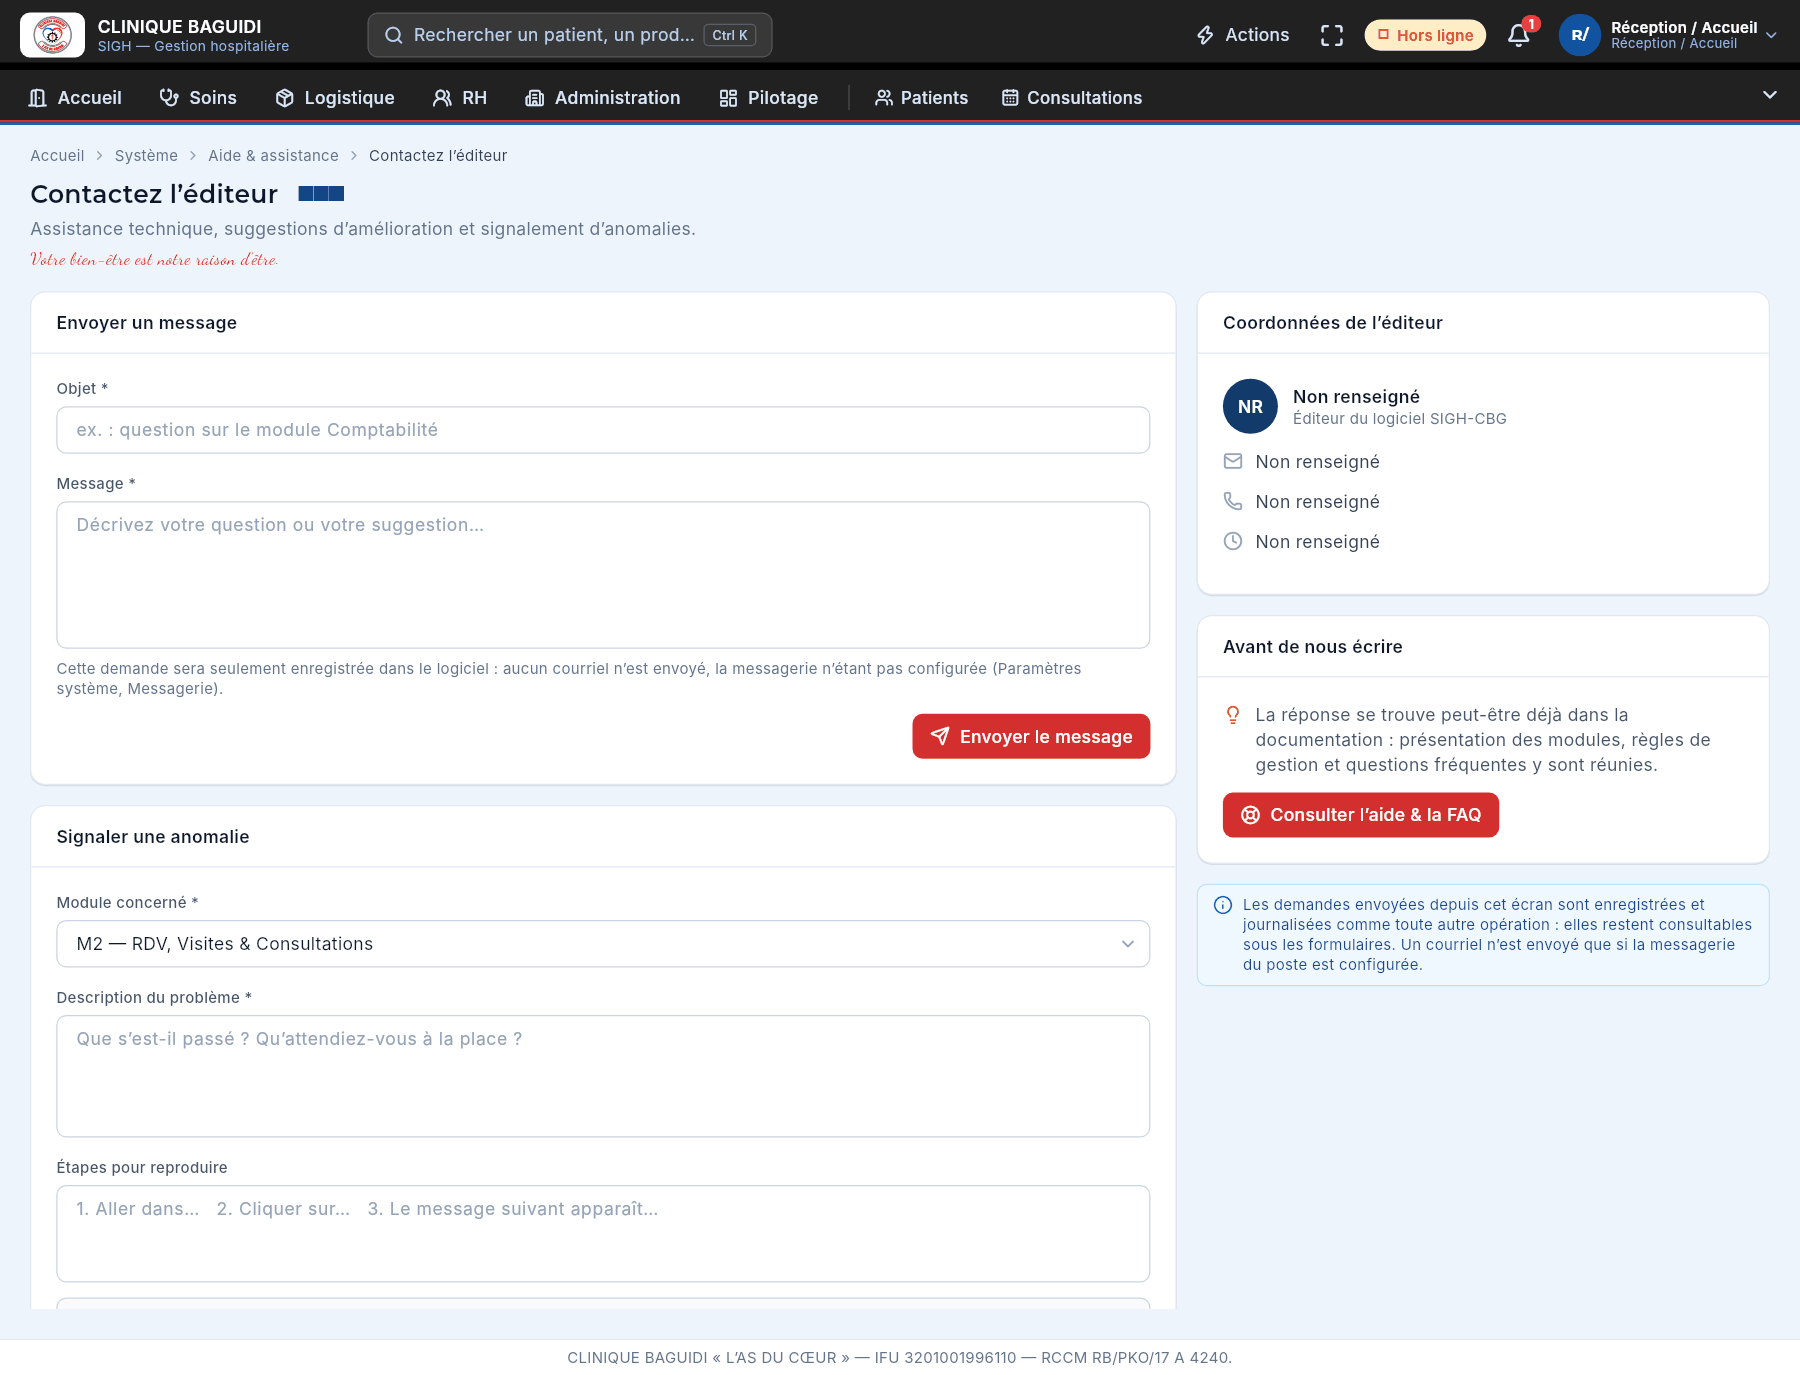 CLINIQUE BAGUIDI
SIGH — Gestion hospitalière
Rechercher un patient, un prod...
Ctrl K
Actions
Hors ligne
1
R/
Réception / Accueil
Réception / Accueil
Accueil
Soins
Logistique
RH
Administration
Pilotage
Patients
Consultations
Accueil > Système > Aide & assistance > Contactez l’éditeur
Contactez l’éditeur
Assistance technique, suggestions d’amélioration et signalement d’anomalies.
Votre bien-être est notre raison d'être.
Envoyer un message
Objet *
ex. : question sur le module Comptabilité
Message *
Décrivez votre question ou votre suggestion...
Cette demande sera seulement enregistrée dans le logiciel : aucun courriel n’est envoyé, la messagerie n’étant pas configurée (Paramètres
système, Messagerie).
Envoyer le message
Signaler une anomalie
Module concerné *
M2 — RDV, Visites & Consultations
Description du problème *
Que s’est-il passé ? Qu’attendiez-vous à la place ?
Étapes pour reproduire
1. Aller dans... 2. Cliquer sur... 3. Le message suivant apparaît...
Coordonnées de l’éditeur
NR
Non renseigné
Éditeur du logiciel SIGH-CBG
Non renseigné
Non renseigné
Non renseigné
Avant de nous écrire
La réponse se trouve peut-être déjà dans la
documentation : présentation des modules, règles de
gestion et questions fréquentes y sont réunies.
Consulter l’aide & la FAQ
Les demandes envoyées depuis cet écran sont enregistrées et
journalisées comme toute autre opération : elles restent consultables
sous les formulaires. Un courriel n’est envoyé que si la messagerie
du poste est configurée.
CLINIQUE BAGUIDI « L’AS DU CŒUR » — IFU 3201001996110 — RCCM RB/PKO/17 A 4240.